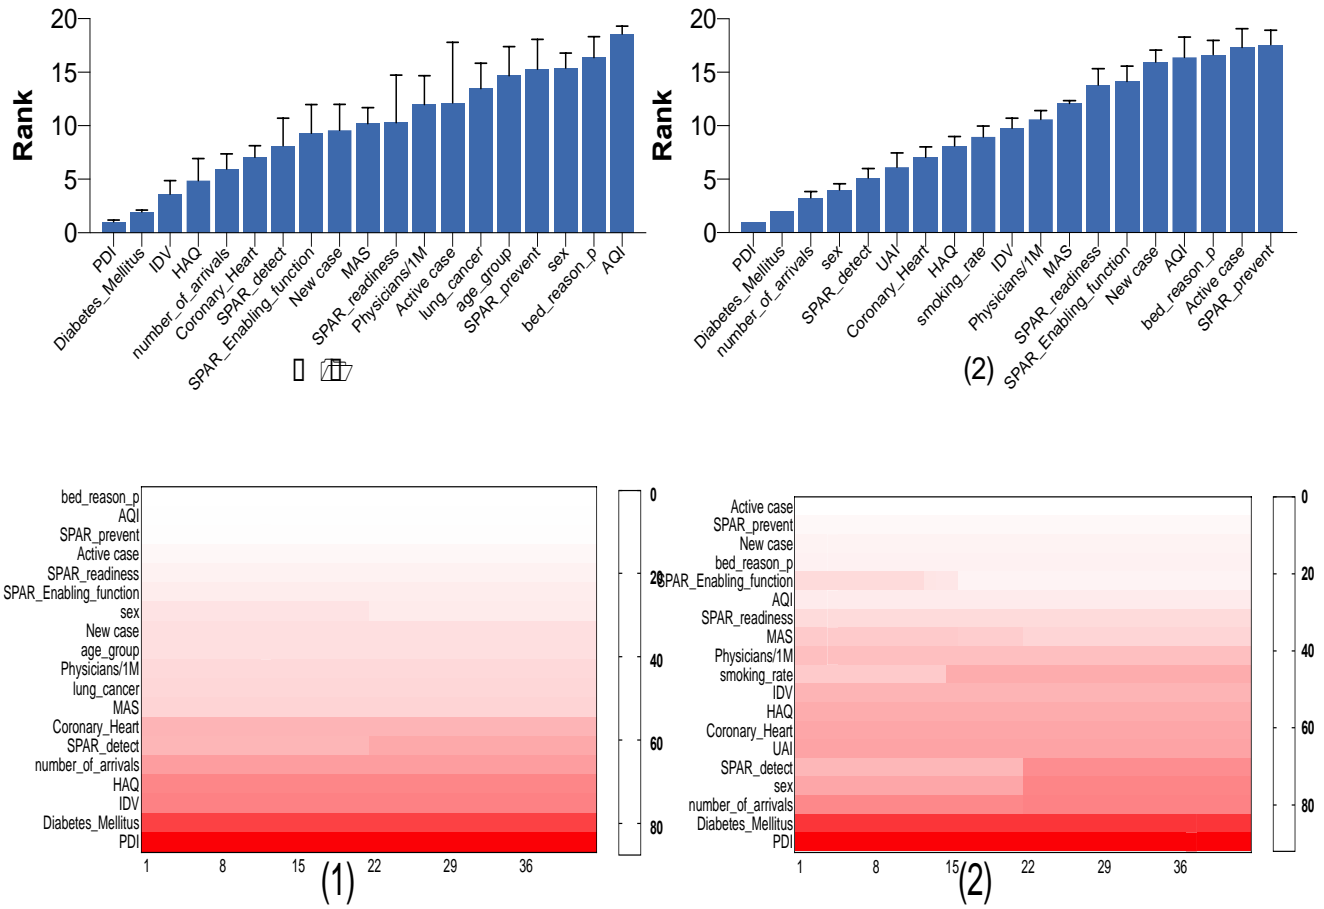 20
15
10
5
0
Rank
PDI
Diabetes_Mellitus
IDV
HAQ
number_of_arrivals
Coronary_Heart
SPAR_detect
SPAR_Enabling_function
New case
MAS
SPAR_readiness
Physicians/1M
Active case
lung_cancer
age_group
SPAR_prevent
sex
bed_reason_p
AQI
20
15
10
5
0
Rank
PDI
Diabetes_Mellitus
number_of_arrivals
sex
SPAR_detect
UAI
Coronary_Heart
HAQ
smoking_rate
IDV
Physicians/1M
MAS
SPAR_readiness
SPAR_Enabling_function
New case
AQI
bed_reason_p
Active case
SPAR_prevent
(2)
bed_reason_p
AQI
SPAR_prevent
Active case
SPAR_readiness
SPAR_Enabling_function
sex
New case
age_group
Physicians/1M
lung_cancer
MAS
Coronary_Heart
SPAR_detect
number_of_arrivals
HAQ
IDV
Diabetes_Mellitus
PDI
1 8 15 22 29 36
(1)
0
20
40
60
80
Active case
SPAR_prevent
New case
bed_reason_p
SPAR_Enabling_function
AQI
SPAR_readiness
MAS
Physicians/1M
smoking_rate
IDV
HAQ
Coronary_Heart
UAI
SPAR_detect
sex
number_of_arrivals
Diabetes_Mellitus
PDI
1 8 15 22 29 36
(2)
0
20
40
60
80